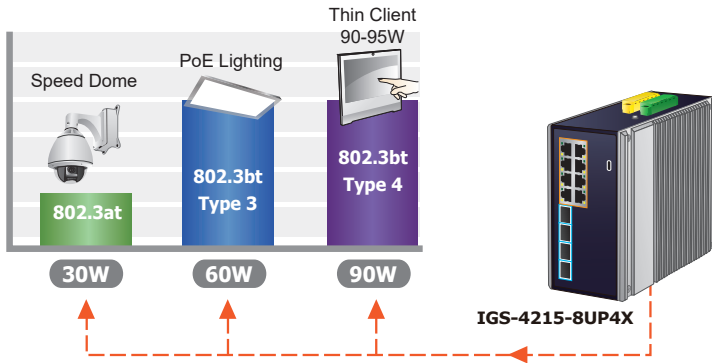 Thin Client
90-95W
PoE Lighting
Speed Dome
802.3at
802.3bt
Type 3
802.3bt
Type 4
30W
60W
90W
IGS-4215-8UP4X